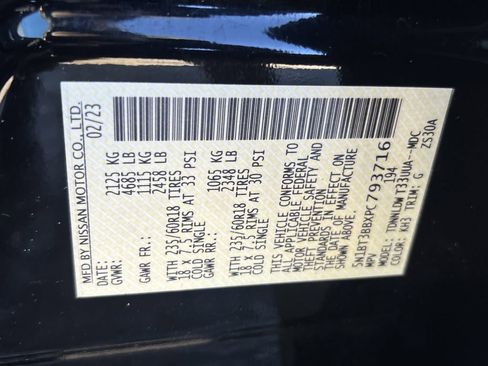 MFD BY NISSAN MOTOR CO., LTD.
DATE: 02/23
GVWR: 2125 KG
4685 LB
GAWR FR.: 1115 KG
2458 LB
WITH 235/60R18 TIRES
18 X 7.5 RIMS AT 33 PSI
COLD SINGLE
GAWR RR.: 1065 KG
2348 LB
WITH 235/60R18 TIRES
18 X 7.5 RIMS AT 30 PSI
COLD SINGLE
THIS VEHICLE CONFORMS TO
ALL APPLICABLE FEDERAL
MOTOR VEHICLE SAFETY AND
THEFT PREVENTION
STANDARDS IN EFFECT ON
THE DATE OF MANUFACTURE
SHOWN ABOVE.
5N1BT3BBXPC793716
MPV 194
MODEL: TDNNLDWT33UUA--MDC
COLOR: KH3 TRIM: G ZS30A